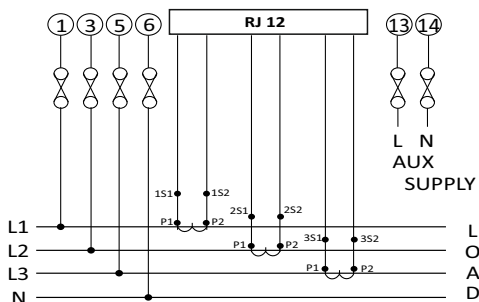 1 3 5 6 RJ 12 13 14
L N
AUX
SUPPLY
1S1 1S2
2S1 2S2
P1 P2
L1 L
3S1 3S2
P1 P2
L2 O
P1 P2
L3 A
N D